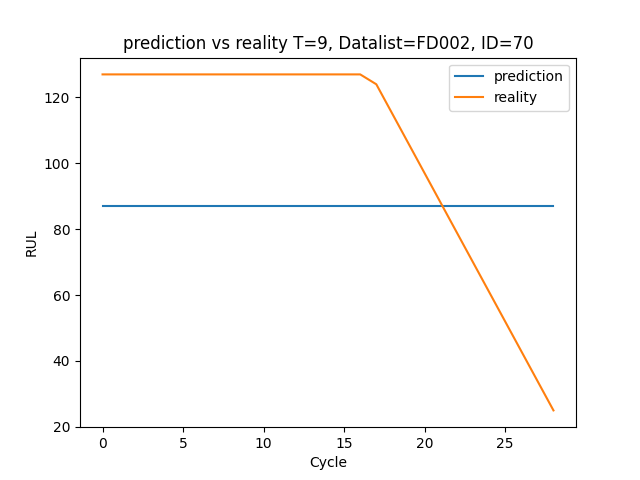 prediction vs reality T=9, Datalist=FD002, ID=70
prediction
reality
120
100
80
60
40
20
RUL
0 5 10 15 20 25
Cycle